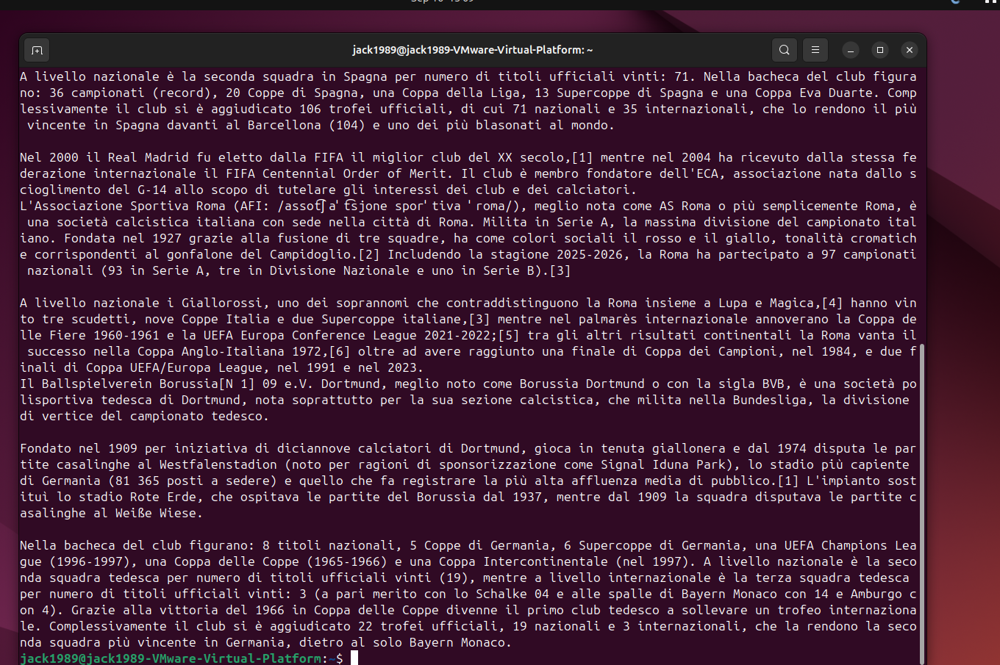 jack1989@jack1989-VMware-Virtual-Platform: ~
A livello nazionale è la seconda squadra in Spagna per numero di titoli ufficiali vinti: 71. Nella bacheca del club figura
no: 36 campionati (record), 20 Coppe di Spagna, una Coppa della Liga, 13 Supercoppe di Spagna e una Coppa Eva Duarte. Comp
lessivamente il club si è aggiudicato 106 trofei ufficiali, di cui 71 nazionali e 35 internazionali, che lo rendono il più
vincente in Spagna davanti al Barcellona (104) e uno dei più blasonati al mondo.
Nel 2000 il Real Madrid fu eletto dalla FIFA il miglior club del XX secolo,[1] mentre nel 2004 ha ricevuto dalla stessa fe
derazione internazionale il FIFA Centennial Order of Merit. Il club è membro fondatore dell'ECA, associazione nata dallo s
cioglimento del G-14 allo scopo di tutelare gli interessi dei club e dei calciatori.
L'Associazione Sportiva Roma (AFI: /assot͡ʃaˈt͡sjone sporˈtiva ˈroma/), meglio nota come AS Roma o più semplicemente Roma, è
una società calcistica italiana con sede nella città di Roma. Milita in Serie A, la massima divisione del campionato ital
iano. Fondata nel 1927 grazie alla fusione di tre squadre, ha come colori sociali il rosso e il giallo, tonalità cromatich
e corrispondenti al gonfalone del Campidoglio.[2] Includendo la stagione 2025-2026, la Roma ha partecipato a 97 campionati
nazionali (93 in Serie A, tre in Divisione Nazionale e uno in Serie B).[3]
A livello nazionale i Giallorossi, uno dei soprannomi che contraddistinguono la Roma insieme a Lupa e Magica,[4] hanno vin
to tre scudetti, nove Coppe Italia e due Supercoppe italiane,[3] mentre nel palmarès internazionale annoverano la Coppa de
lle Fiere 1960-1961 e la UEFA Europa Conference League 2021-2022;[5] tra gli altri risultati continentali la Roma vanta il
successo nella Coppa Anglo-Italiana 1972,[6] oltre ad avere raggiunto una finale di Coppa dei Campioni, nel 1984, e due f
inali di Coppa UEFA/Europa League, nel 1991 e nel 2023.
Il Ballspielverein Borussia[N 1] 09 e.V. Dortmund, meglio noto come Borussia Dortmund o con la sigla BVB, è una società po
lisportiva tedesca di Dortmund, nota soprattutto per la sua sezione calcistica, che milita nella Bundesliga, la divisione
di vertice del campionato tedesco.
Fondato nel 1909 per iniziativa di diciannove calciatori di Dortmund, gioca in tenuta giallonera e dal 1974 disputa le par
tite casalinghe al Westfalenstadion (noto per ragioni di sponsorizzazione come Signal Iduna Park), lo stadio più capiente
di Germania (81 365 posti a sedere) e quello che fa registrare la più alta affluenza media di pubblico.[1] L'impianto sost
ituì lo stadio Rote Erde, che ospitava le partite del Borussia dal 1937, mentre dal 1909 la squadra disputava le partite c
asalinghe al Weiße Wiese.
Nella bacheca del club figurano: 8 titoli nazionali, 5 Coppe di Germania, 6 Supercoppe di Germania, una UEFA Champions Lea
gue (1996-1997), una Coppa delle Coppe (1965-1966) e una Coppa Intercontinentale (nel 1997). A livello nazionale è la seco
nda squadra tedesca per numero di titoli ufficiali vinti (19), mentre a livello internazionale è la terza squadra tedesca
per numero di titoli ufficiali vinti: 3 (a pari merito con lo Schalke 04 e alle spalle di Bayern Monaco con 14 e Amburgo c
on 4). Grazie alla vittoria del 1966 in Coppa delle Coppe divenne il primo club tedesco a sollevare un trofeo internaziona
le. Complessivamente il club si è aggiudicato 22 trofei ufficiali, 19 nazionali e 3 internazionali, che la rendono la seco
nda squadra più vincente in Germania, dietro al solo Bayern Monaco.
jack1989@jack1989-VMware-Virtual-Platform:~$